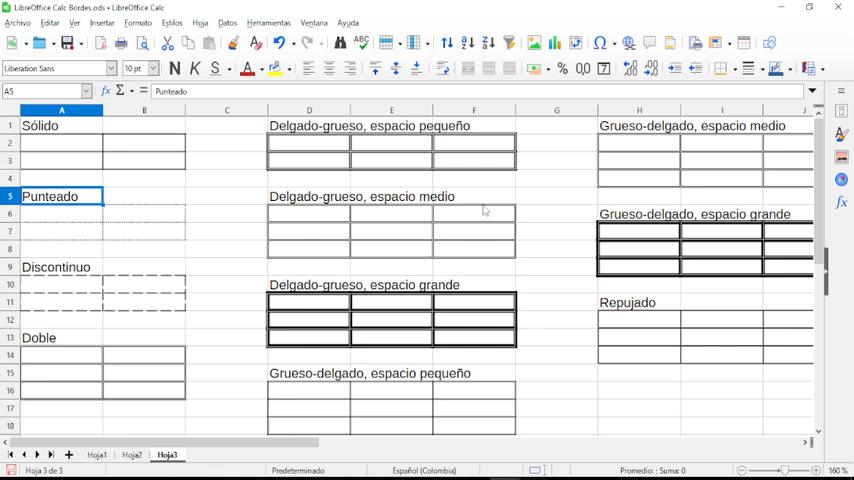 LibreOffice Calc Bordes.ods • LibreOffice Calc
Archivo Editar Ver Insertar Formato Estilos Hoja Datos Herramientas Ventana Ayuda
Liberation Sans 10 pt N K S A % 0,0 7
A5 fx Σ = Punteado
A B C D E F G H I J
1 Sólido Delgado-grueso, espacio pequeño Grueso-delgado, espacio medio
2
3
4
5 Punteado Delgado-grueso, espacio medio
6 Grueso-delgado, espacio grande
7
8
9 Discontinuo
10 Delgado-grueso, espacio grande
11 Repujado
12
13 Doble
14
15 Grueso-delgado, espacio pequeño
16
17
18
Hoja1 Hoja2 Hoja3
Hoja 3 de 3 Predeterminado Español (Colombia) Promedio: ; Suma: 0 160 %